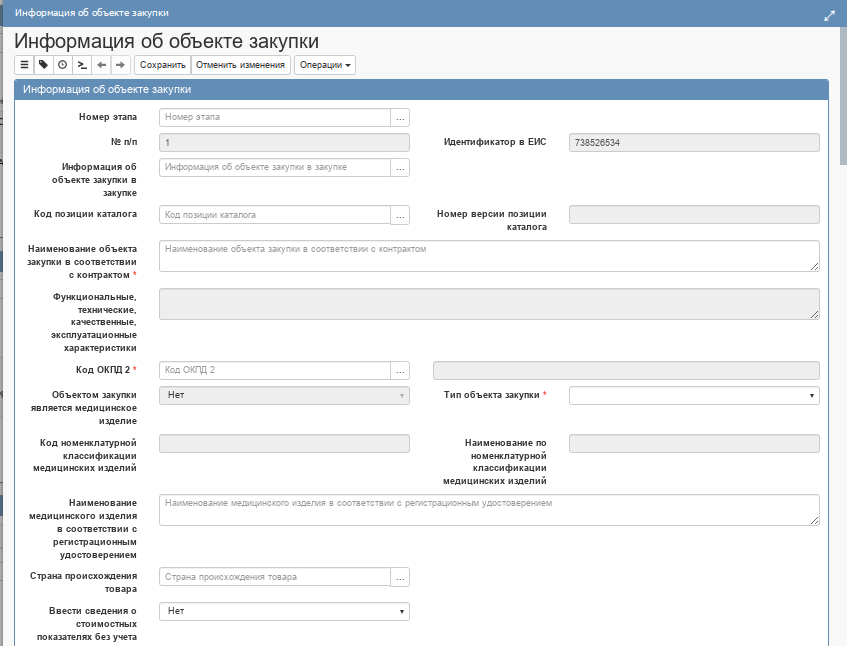 Информация об объекте закупки
Информация об объекте закупки
Сохранить Отменить изменения Операции
Информация об объекте закупки
Номер этапа Номер этапа ...
№ п/п 1 Идентификатор в ЕИС 738526534
Информация об Информация об объекте закупки в закупке ...
объекте закупки в
закупке
Код позиции каталога Код позиции каталога ... Номер версии позиции
каталога
Наименование объекта Наименование объекта закупки в соответствии с контрактом
закупки в соответствии
с контрактом *
Функциональные,
технические,
качественные,
эксплуатационные
характеристики
Код ОКПД 2 * Код ОКПД 2 ...
Объектом закупки Нет Тип объекта закупки *
является медицинское
изделие
Код номенклатурной Наименование по
классификации номенклатурной
медицинских изделий классификации
медицинских изделий
Наименование Наименование медицинского изделия в соответствии с регистрационным удостоверением
медицинского изделия
в соответствии с
регистрационным
удостоверением
Страна происхождения Страна происхождения товара ...
товара
Ввести сведения о Нет
стоимостных
показателях без учета